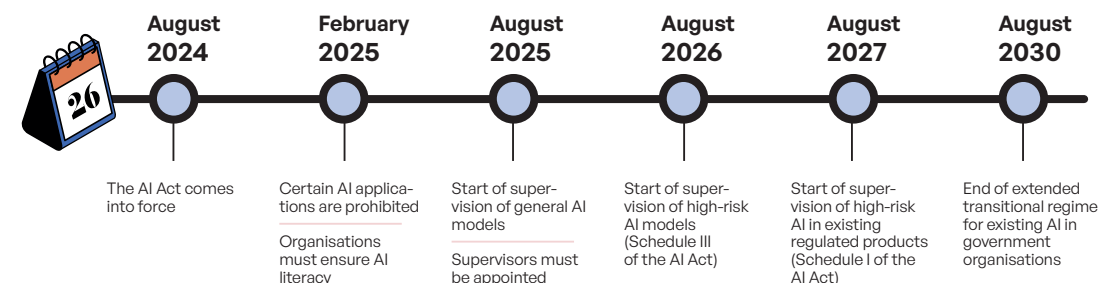 26
August
2024
The AI Act comes
into force
February
2025
Certain AI applica-
tions are prohibited
Organisations
must ensure AI
literacy
August
2025
Start of super-
vision of general AI
models
Supervisors must
be appointed
August
2026
Start of super-
vision of high-risk
AI models
(Schedule III
of the AI Act)
August
2027
Start of super-
vision of high-risk
AI in existing
regulated products
(Schedule I of the
AI Act)
August
2030
End of extended
transitional regime
for existing AI in
government
organisations